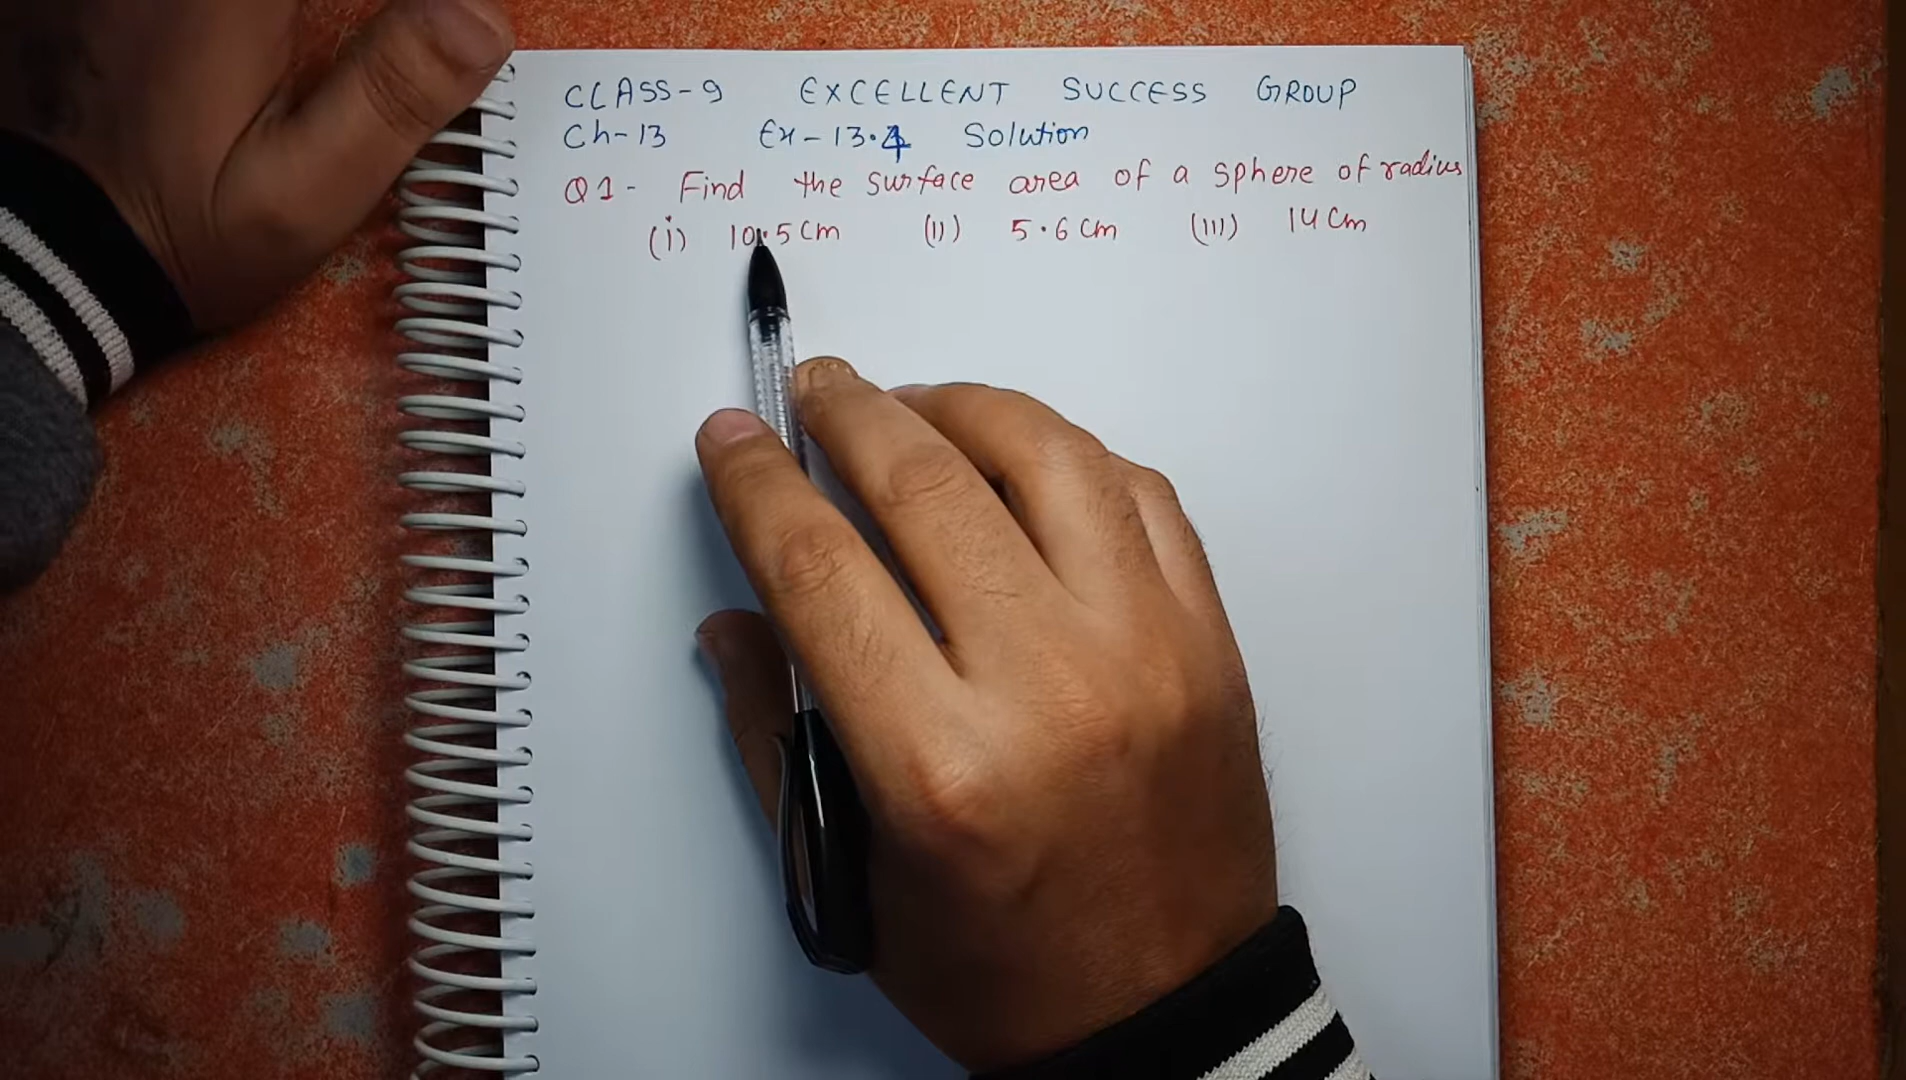 CLASS-9 EXCELLENT SUCCESS GROUP
Ch-13 Ex-13.4 Solution
Q1- Find the surface area of a sphere of radius
(i) 10.5 cm (ii) 5.6 cm (iii) 14 cm